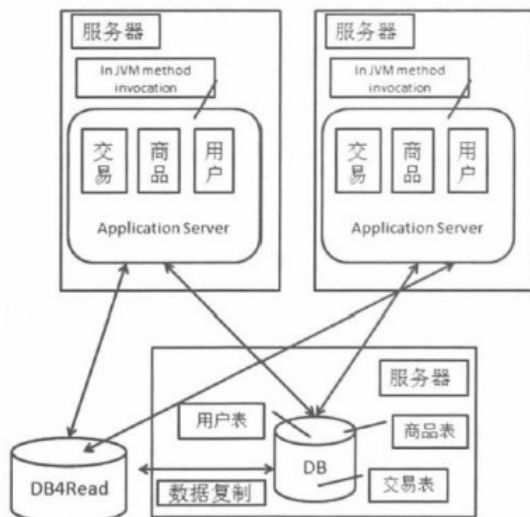 服务器
In JVM method
invocation
交易
商品
用户
Application Server
服务器
In JVM method
invocation
交易
商品
用户
Application Server
服务器
用户表
商品表
DB
交易表
DB4Read
数据复制